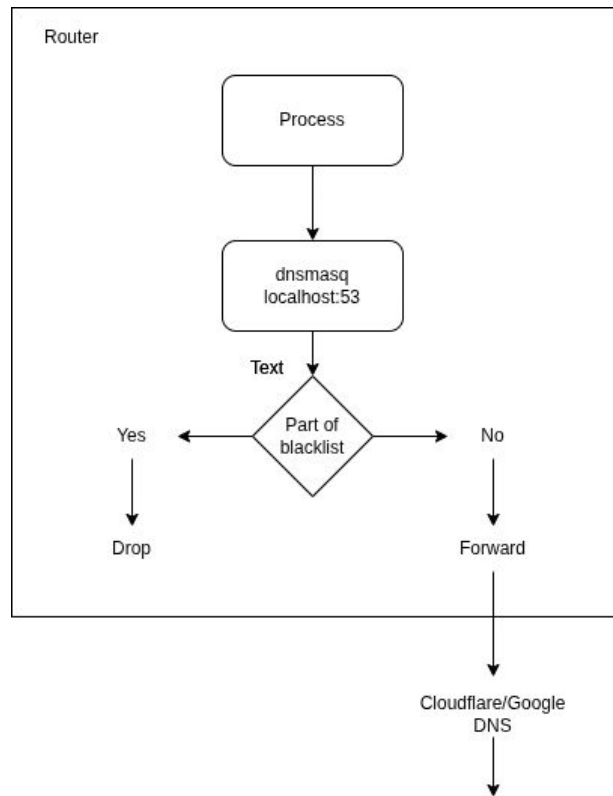 Router
Process
dnsmasq
localhost:53
Text
Part of
blacklist
Yes
No
Drop
Forward
Cloudflare/Google
DNS